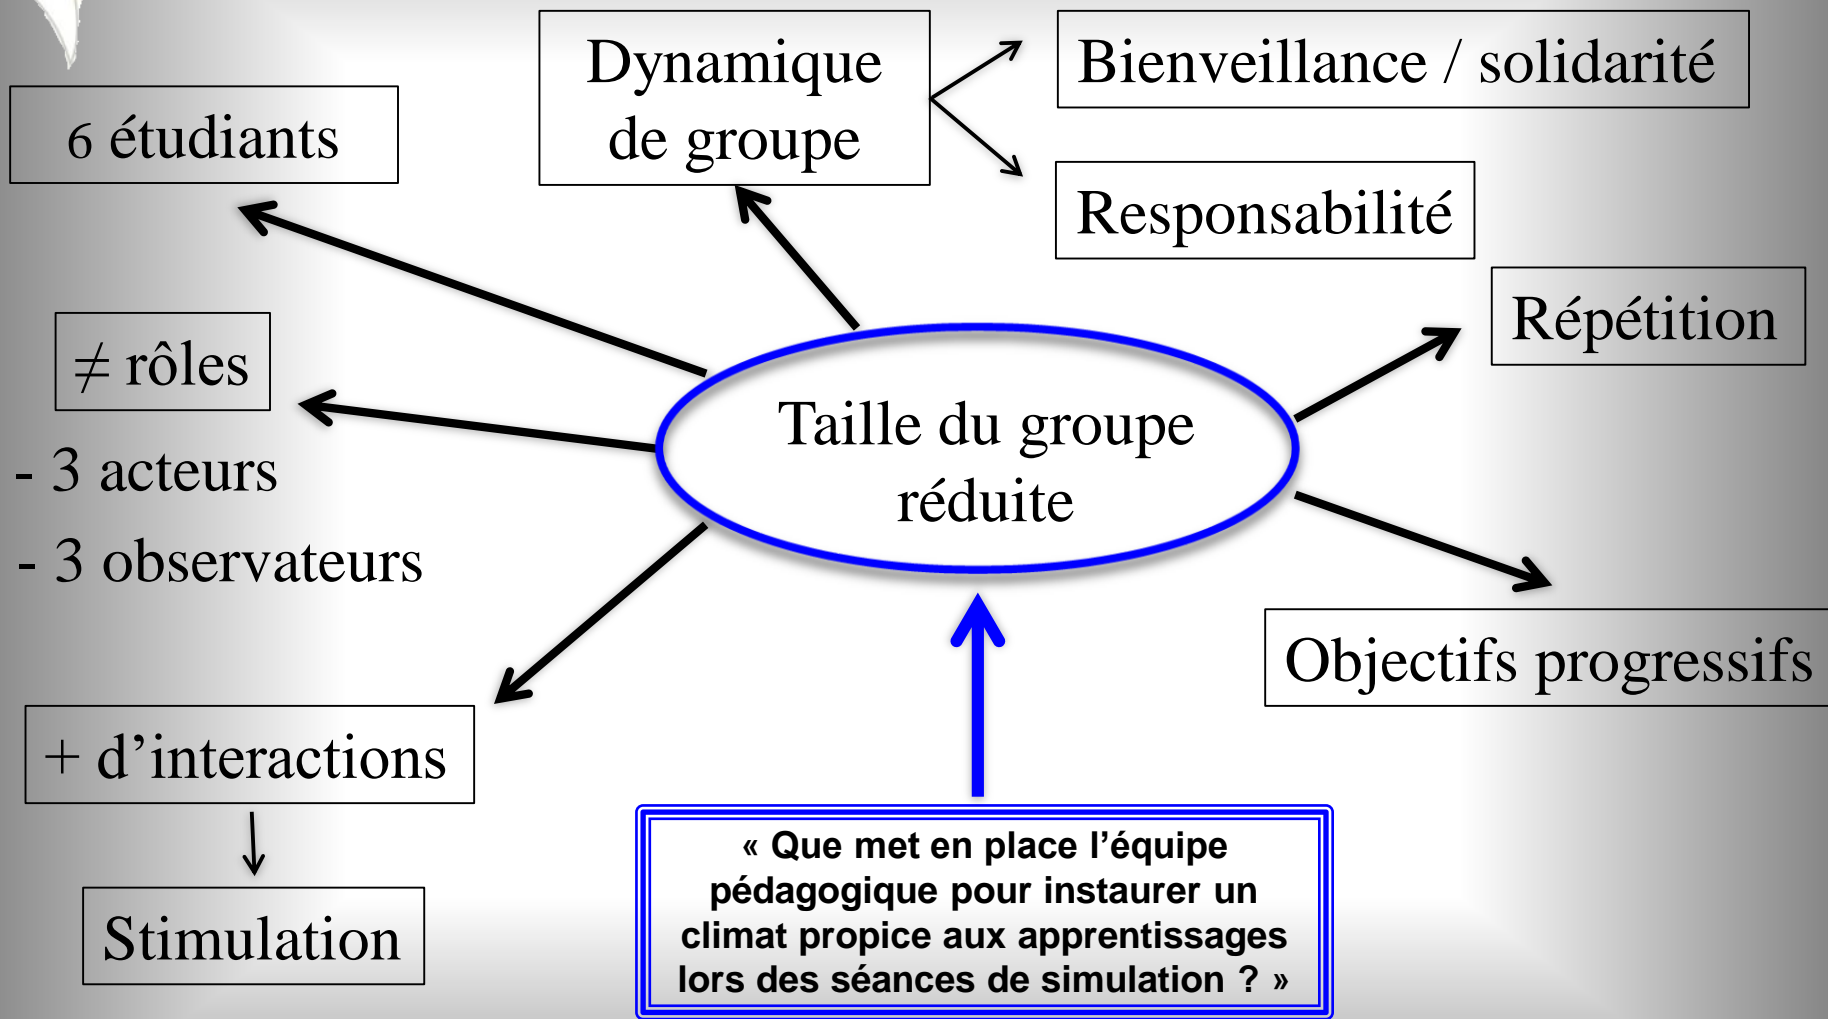 6 étudiants
Dynamique
de groupe
Bienveillance / solidarité
Responsabilité
Répétition
≠ rôles
- 3 acteurs
- 3 observateurs
Taille du groupe
réduite
Objectifs progressifs
+ d’interactions
Stimulation
« Que met en place l’équipe
pédagogique pour instaurer un
climat propice aux apprentissages
lors des séances de simulation ? »